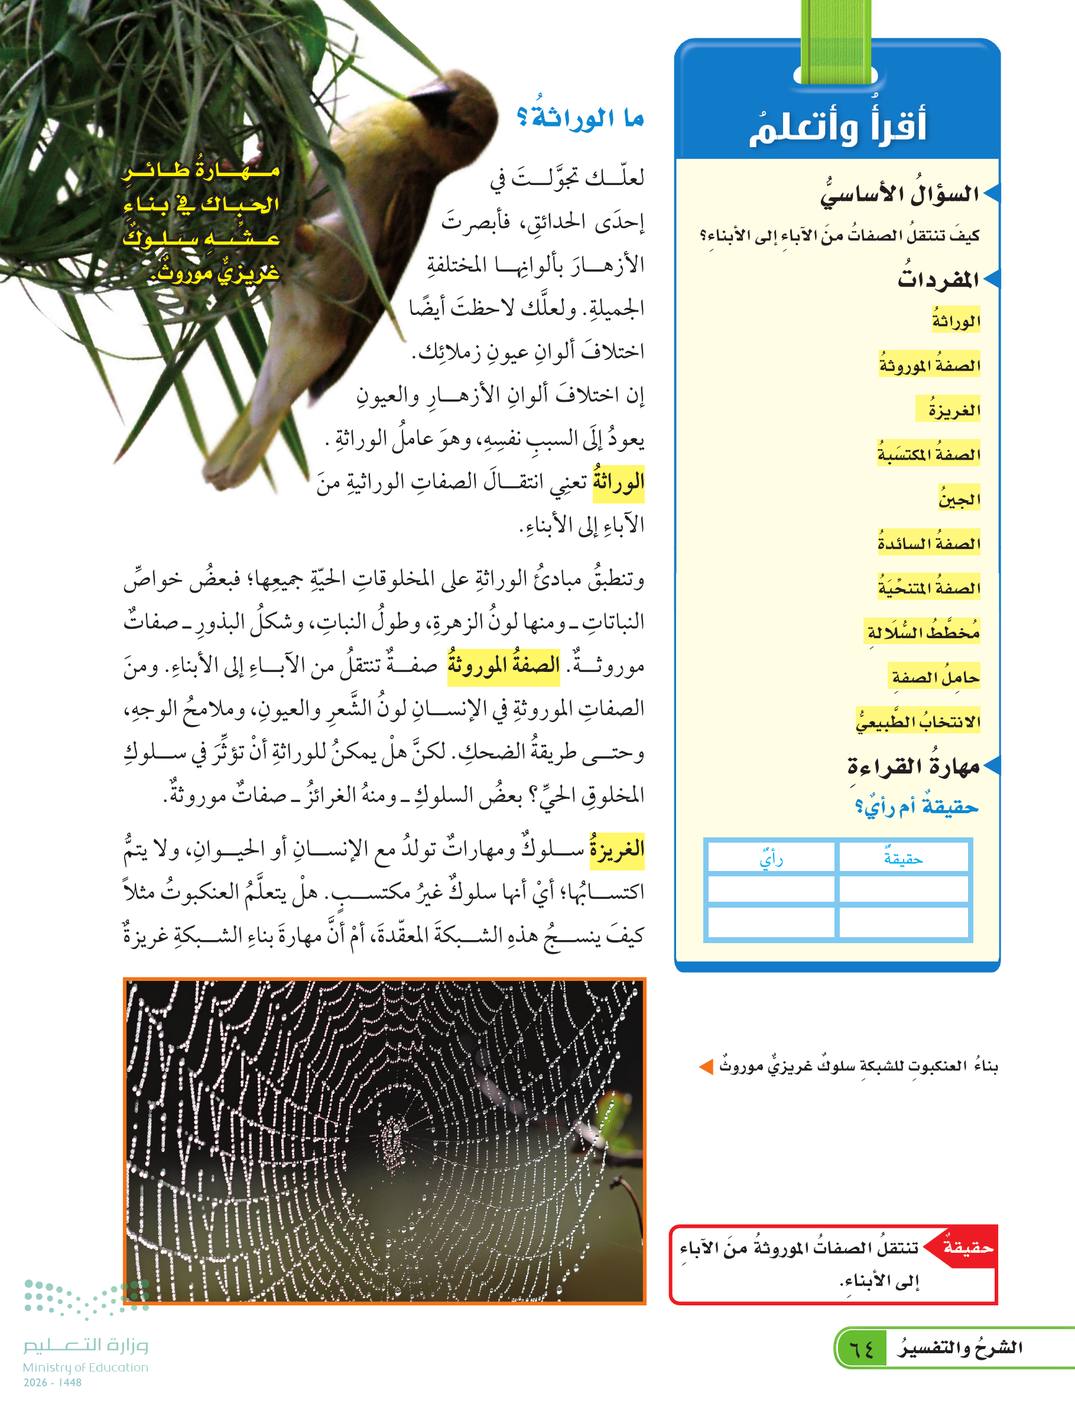 أقرأُ وأتعلمُ
السؤالُ الأساسيُّ
كيفَ تنتقلُ الصفاتُ منَ الآباءِ إلى الأبناءِ؟
المفرداتُ
الوراثةُ
الصفةُ الموروثةُ
الغريزةُ
الصفةُ المكتسَبةُ
الجينُ
الصفةُ السائدةُ
الصفةُ المتنحِّيَةُ
مُخطَّطُ السُّلَالةِ
حامِلُ الصفةِ
الانتخابُ الطَّبيعيُّ
مهارةُ القراءةِ
حقيقةٌ أم رأيٌ؟
حقيقةٌ رأيٌ
ما الوراثةُ؟
لعلّك تجوَّلتَ في
إحدَى الحدائقِ، فأبصرتَ
الأزهارَ بألوانِها المختلفةِ
الجميلةِ. ولعلَّك لاحظتَ أيضًا
اختلافَ ألوانِ عيونِ زملائِك.
إن اختلافَ ألوانِ الأزهارِ والعيونِ
يعودُ إلَى السببِ نفسِهِ، وهوَ عاملُ الوراثةِ .
الوراثةُ تعنِي انتقالَ الصفاتِ الوراثيةِ منَ
الآباءِ إلى الأبناءِ.
مهارةُ طائرِ
الحَبّاك في بناءِ
عشِّهِ سلوكٌ
غريزيٌّ موروثٌ.
وتنطبقُ مبادئُ الوراثةِ على المخلوقاتِ الحيّةِ جميعِها؛ فبعضُ خواصِّ
النباتاتِ - ومنها لونُ الزهرةِ، وطولُ النباتِ، وشكلُ البذورِ - صفاتٌ
موروثةٌ. الصفةُ الموروثةُ صفةٌ تنتقلُ من الآباءِ إلى الأبناءِ. ومنَ
الصفاتِ الموروثةِ في الإنسانِ لونُ الشَّعرِ والعيونِ، وملامحُ الوجهِ،
وحتى طريقةُ الضحكِ. لكنَّ هلْ يمكنُ للوراثةِ أنْ تؤثِّرَ في سلوكِ
المخلوقِ الحيِّ؟ بعضُ السلوكِ - ومنهُ الغرائزُ - صفاتٌ موروثةٌ.
الغريزةُ سلوكٌ ومهاراتٌ تولدُ مع الإنسانِ أو الحيوانِ، ولا يتمُّ
اكتسابُها؛ أيْ أنها سلوكٌ غيرُ مكتسبٍ. هلْ يتعلَّمُ العنكبوتُ مثلاً
كيفَ ينسجُ هذهِ الشبكةَ المعقّدةَ، أمْ أنَّ مهارةَ بناءِ الشبكةِ غريزةٌ
بناءُ العنكبوتِ للشبكةِ سلوكٌ غريزيٌّ موروثٌ
حقيقةٌ تنتقلُ الصفاتُ الموروثةُ منَ الآباءِ
إلى الأبناءِ.
وزارة التعليم
Ministry of Education
2026 - 1448
الشرحُ والتفسيرُ ٦٤